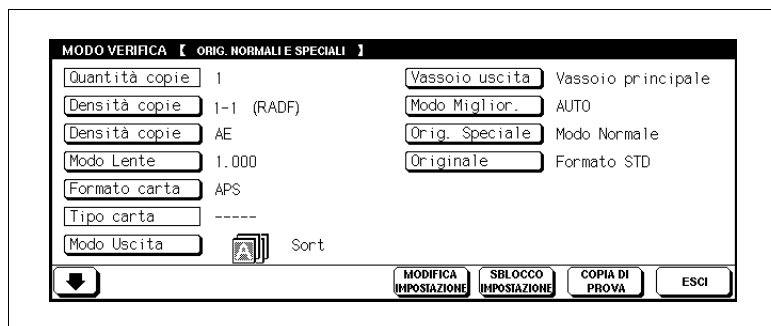 MODO VERIFICA 【 ORIG. NORMALI E SPECIALI 】
Quantità copie 1
Densità copie 1-1 (RADF)
Densità copie AE
Modo Lente 1.000
Formato carta APS
Tipo carta -----
Modo Uscita Sort
Vassoio uscita Vassoio principale
Modo Miglior. AUTO
Orig. Speciale Modo Normale
Originale Formato STD
MODIFICA IMPOSTAZIONE
SBLOCCO IMPOSTAZIONE
COPIA DI PROVA
ESCI